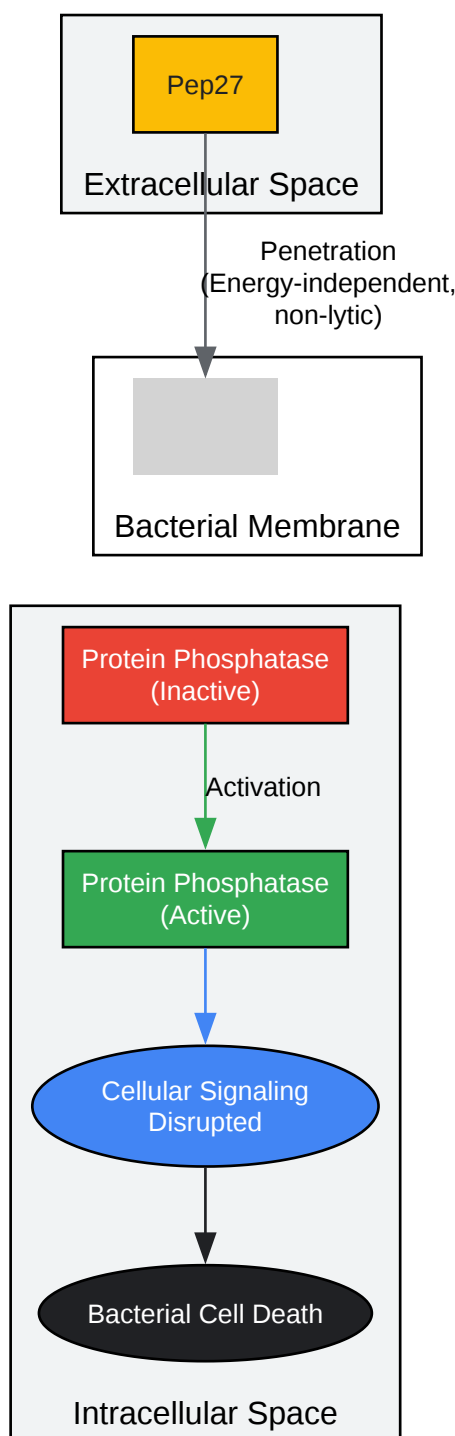 Pep27
Extracellular Space
Penetration
(Energy-independent,
non-lytic)
Bacterial Membrane
Protein Phosphatase
(Inactive)
Activation
Protein Phosphatase
(Active)
Cellular Signaling
Disrupted
Bacterial Cell Death
Intracellular Space